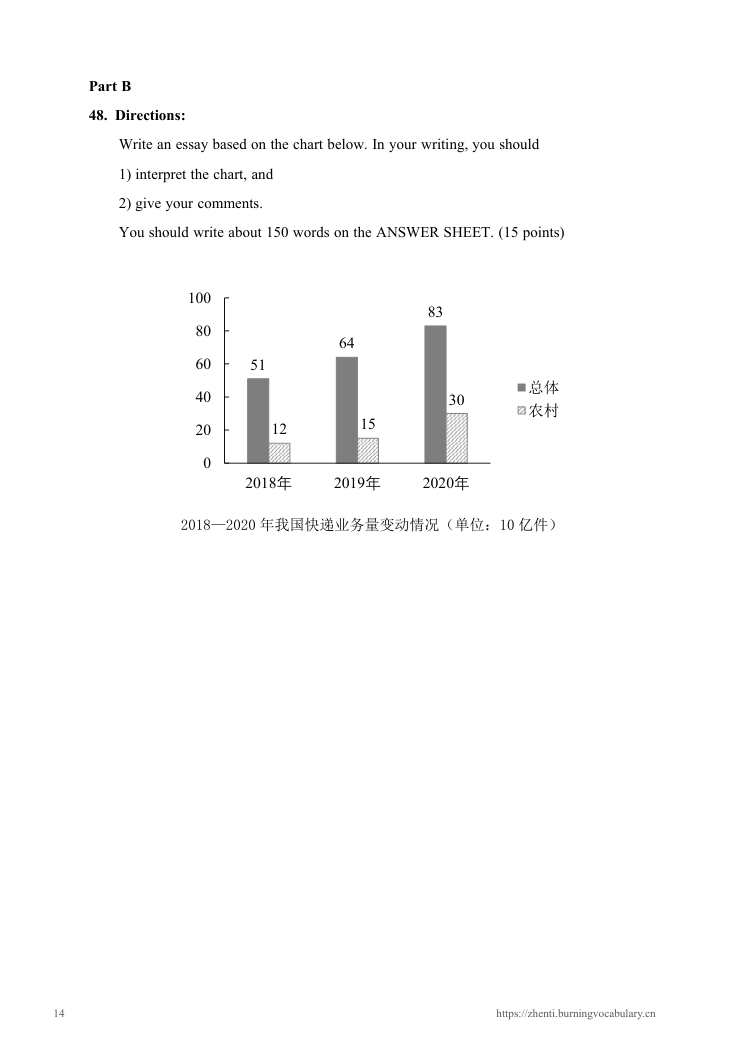 Part B
48. Directions:
Write an essay based on the chart below. In your writing, you should
1) interpret the chart, and
2) give your comments.
You should write about 150 words on the ANSWER SHEET. (15 points)
100
80
60
40
20
0
51
12
64
15
83
30
2018年
2019年
2020年
总体
农村
2018—2020 年我国快递业务量变动情况（单位：10 亿件）
14
https://zhenti.burningvocabulary.cn